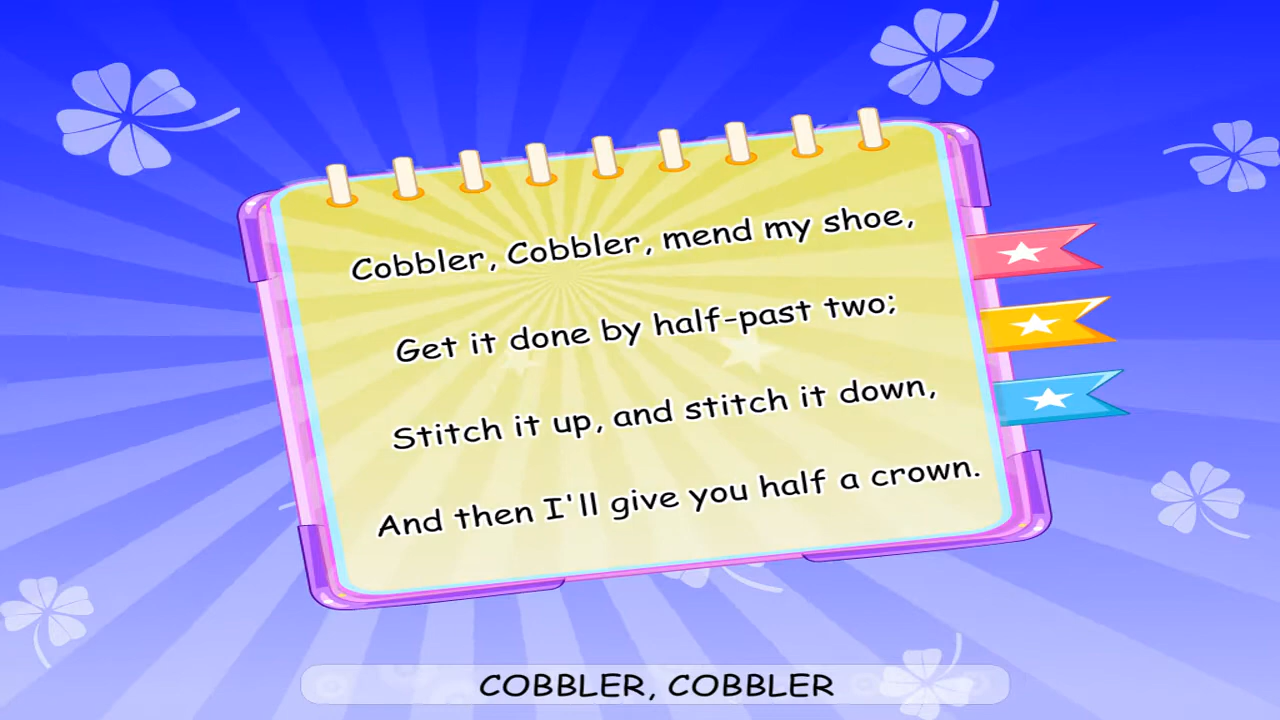 Cobbler, Cobbler, mend my shoe,
Get it done by half-past two;
Stitch it up, and stitch it down,
And then I'll give you half a crown.
COBBLER, COBBLER